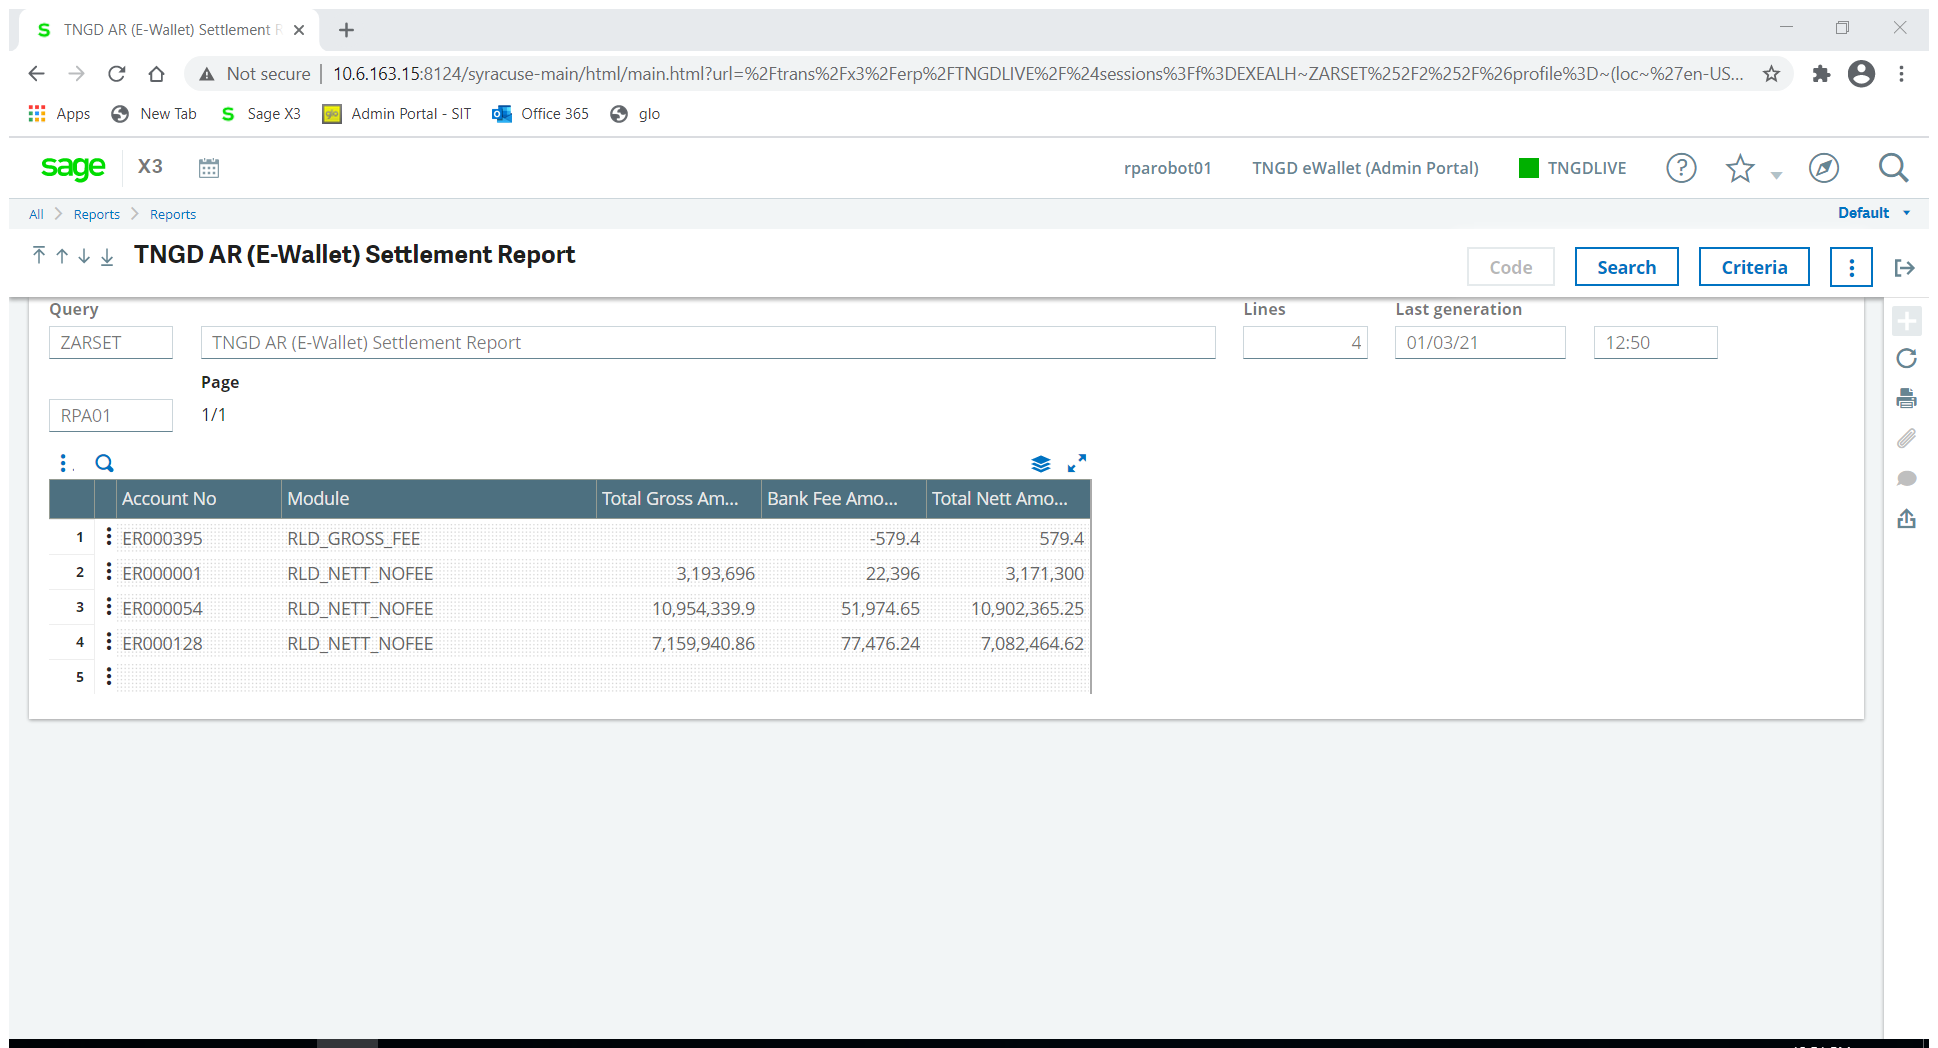 TNGD AR (E-Wallet) Settlement R
Not secure | 10.6.163.15:8124/syracuse-main/html/main.html?url=%2Ftrans%2Fx3%2Ferp%2FTNGDLIVE%2F%24sessions%3Ff%3DEXEALH~ZARSET%252F2%252F%26profile%3D~(loc~%27en-US...
Apps New Tab S Sage X3 glo Admin Portal - SIT Office 365 glo
sage X3 rparobot01 TNGD eWallet (Admin Portal) TNGDLIVE
All Reports Reports Default
TNGD AR (E-Wallet) Settlement Report Code Search Criteria
Query Lines Last generation
ZARSET TNGD AR (E-Wallet) Settlement Report 4 01/03/21 12:50
Page
RPA01 1/1
Account No Module Total Gross Am... Bank Fee Amo... Total Nett Amo...
1 ER000395 RLD_GROSS_FEE -579.4 579.4
2 ER000001 RLD_NETT_NOFEE 3,193,696 22,396 3,171,300
3 ER000054 RLD_NETT_NOFEE 10,954,339.9 51,974.65 10,902,365.25
4 ER000128 RLD_NETT_NOFEE 7,159,940.86 77,476.24 7,082,464.62
5